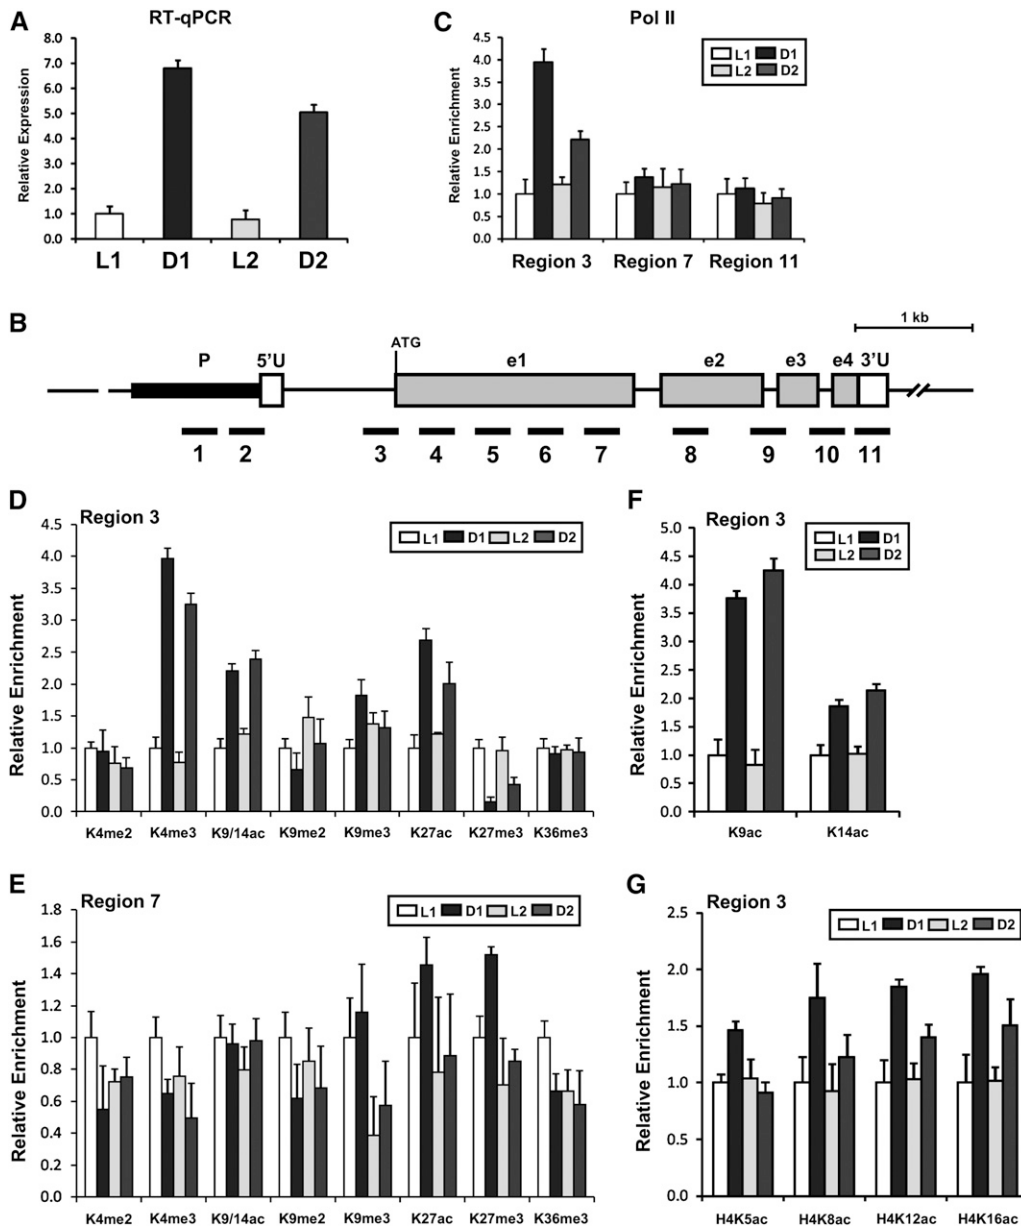 A
RT-qPCR
Relative Expression
8.0
7.0
6.0
5.0
4.0
3.0
2.0
1.0
0.0
L1 D1 L2 D2
C
Pol II
Relative Enrichment
4.5
4.0
3.5
3.0
2.5
2.0
1.5
1.0
0.5
0.0
L1 D1
L2 D2
Region 3 Region 7 Region 11
B
1 kb
ATG
P 5'U e1 e2 e3 e4 3'U
1 2 3 4 5 6 7 8 9 10 11
D
Region 3
Relative Enrichment
4.5
4.0
3.5
3.0
2.5
2.0
1.5
1.0
0.5
0.0
L1 D1 L2 D2
K4me2 K4me3 K9/14ac K9me2 K9me3 K27ac K27me3 K36me3
F
Region 3
Relative Enrichment
5.0
4.5
4.0
3.5
3.0
2.5
2.0
1.5
1.0
0.5
0.0
L1 D1
L2 D2
K9ac K14ac
E
Region 7
Relative Enrichment
1.8
1.6
1.4
1.2
1.0
0.8
0.6
0.4
0.2
0.0
L1 D1 L2 D2
K4me2 K4me3 K9/14ac K9me2 K9me3 K27ac K27me3 K36me3
G
Region 3
Relative Enrichment
2.5
2.0
1.5
1.0
0.5
0.0
L1 D1 L2 D2
H4K5ac H4K8ac H4K12ac H4K16ac